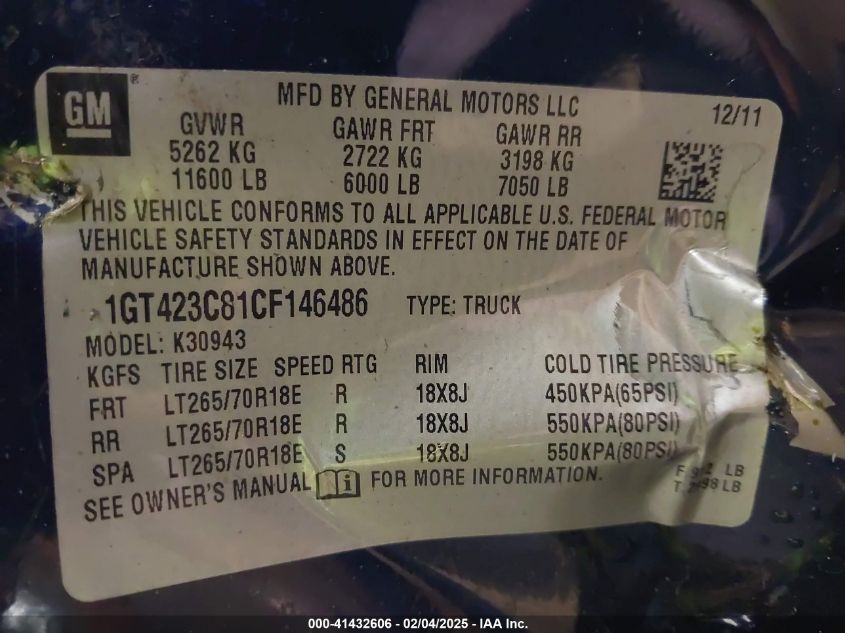 GM ®
MFD BY GENERAL MOTORS LLC
12/11
GVWR GAWR FRT GAWR RR
5262 KG 2722 KG 3198 KG
11600 LB 6000 LB 7050 LB
THIS VEHICLE CONFORMS TO ALL APPLICABLE U.S. FEDERAL MOTOR
VEHICLE SAFETY STANDARDS IN EFFECT ON THE DATE OF
MANUFACTURE SHOWN ABOVE.
1GT423C81CF146486 TYPE: TRUCK
MODEL: K30943
KGFS TIRE SIZE SPEED RTG RIM COLD TIRE PRESSURE
FRT LT265/70R18E R 18X8J 450KPA(65PSI)
RR LT265/70R18E R 18X8J 550KPA(80PSI)
SPA LT265/70R18E S 18X8J 550KPA(80PSI)
F LB
T LB
SEE OWNER'S MANUAL i FOR MORE INFORMATION.
000-41432606 - 02/04/2025 - IAA Inc.